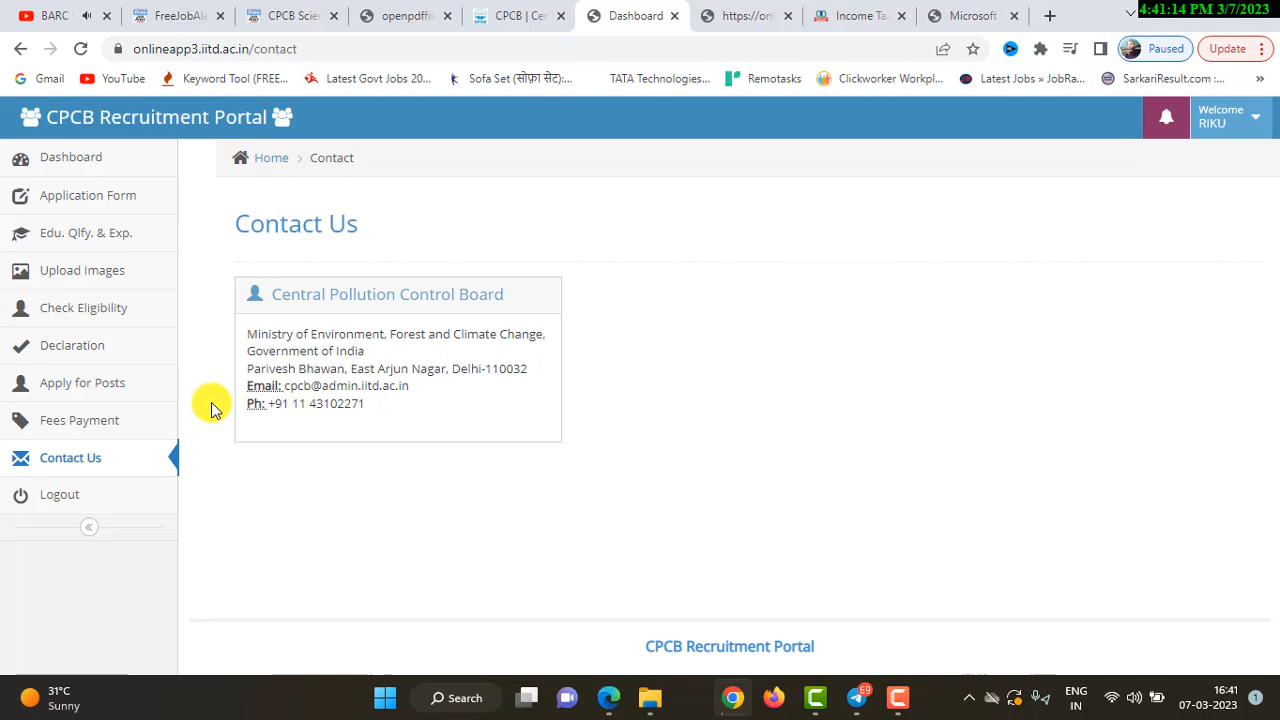 4:41:14 PM 3/7/2023
BARC
FreeJobAle
CPCB Scie
openpdffil
CPCB | Ce
Dashboard
https://onl
Income Ta
Microsoft
onlineapp3.iitd.ac.in/contact
Paused
Update
Gmail
YouTube
Keyword Tool (FREE...
Latest Govt Jobs 20...
Sofa Set (सोफ़ा सेट):...
TATA Technologies,...
Remotasks
Clickworker Workpl...
Latest Jobs » JobRa...
SarkariResult.com :...
»
CPCB Recruitment Portal
Welcome
RIKU
Dashboard
Application Form
Edu. Qlfy. & Exp.
Upload Images
Check Eligibility
Declaration
Apply for Posts
Fees Payment
Contact Us
Logout
Home > Contact
Contact Us
Central Pollution Control Board
Ministry of Environment, Forest and Climate Change,
Government of India
Parivesh Bhawan, East Arjun Nagar, Delhi-110032
Email: cpcb@admin.iitd.ac.in
Ph: +91 11 43102271
CPCB Recruitment Portal
31°C
Sunny
Search
69
ENG
IN
16:41
07-03-2023
1